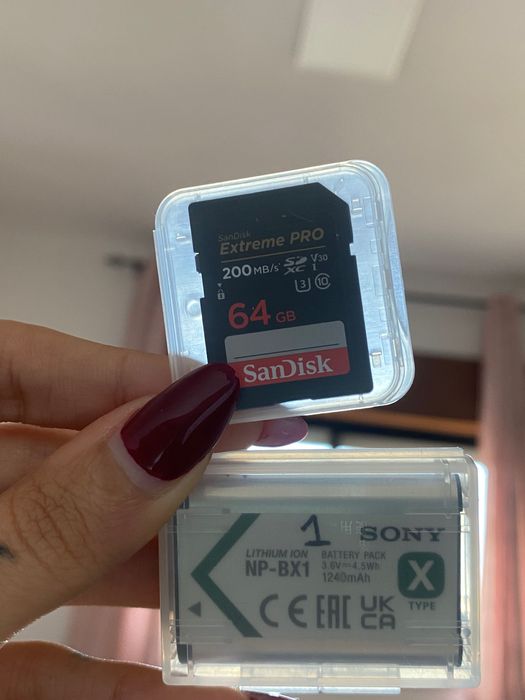 SanDisk
Extreme PRO
200 MB/s* SD XC I V30
U3 10
64 GB
SanDisk
1 SONY
LITHIUM ION BATTERY PACK
NP-BX1 3.6V⎓4.5Wh
1240mAh
X
TYPE
CE EAC UK
CA